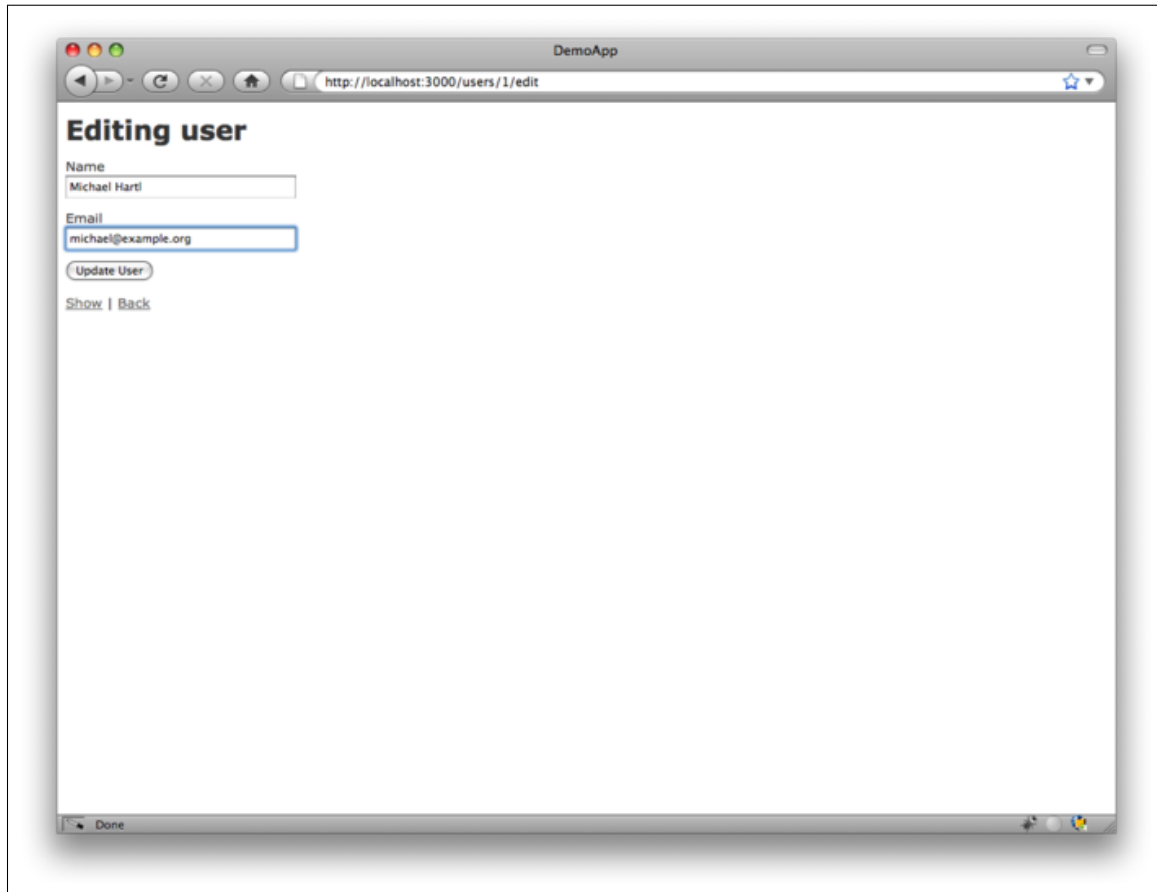 DemoApp
http://localhost:3000/users/1/edit
Editing user
Name
Michael Hartl
Email
michael@example.org
Update User
Show | Back
Done